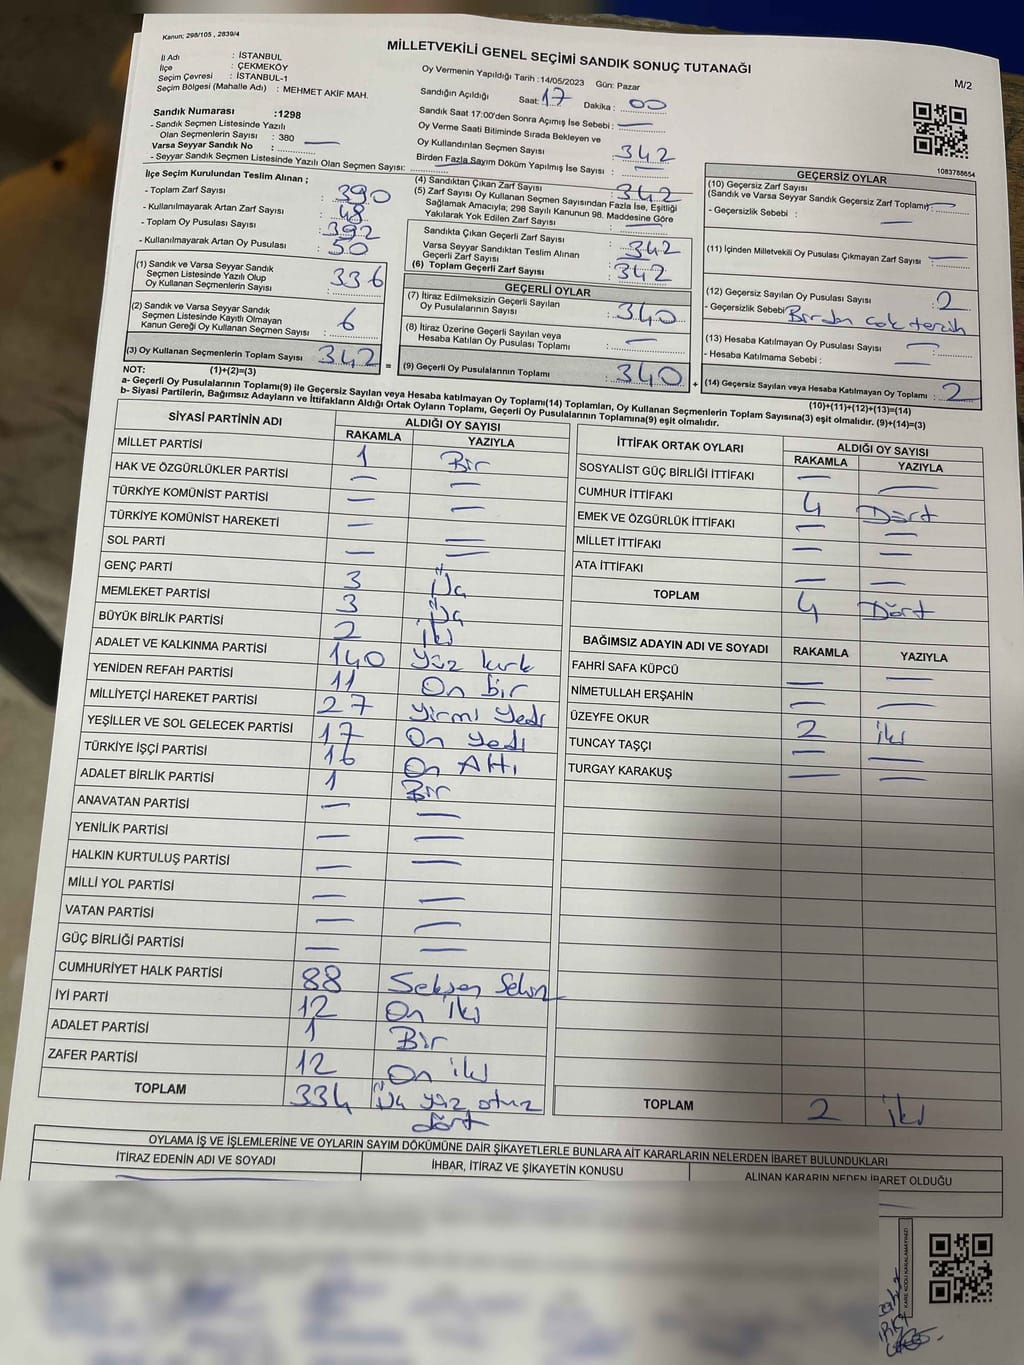 Kanun; 298/105 , 2839/4
MİLLETVEKİLİ GENEL SEÇİMİ SANDIK SONUÇ TUTANAĞI
M/2
İl Adı : İSTANBUL
İlçe : ÇEKMEKÖY
Seçim Çevresi : İSTANBUL-1
Seçim Bölgesi (Mahalle Adı) : MEHMET AKİF MAH.
Oy Vermenin Yapıldığı Tarih :14/05/2023 Gün: Pazar
Sandığın Açıldığı Saat: 17 Dakika : 00
Sandık Saat 17:00'den Sonra Açımış İse Sebebi : —
Oy Verme Saati Bitiminde Sırada Bekleyen ve
Oy Kullandırılan Seçmen Sayısı : 342
Birden Fazla Sayım Döküm Yapılmış İse Sayısı : —
Sandık Numarası :1298
- Sandık Seçmen Listesinde Yazılı
Olan Seçmenlerin Sayısı : 380
Varsa Seyyar Sandık No : —
- Seyyar Sandık Seçmen Listesinde Yazılı Olan Seçmen Sayısı: —
1083788654
İlçe Seçim Kurulundan Teslim Alınan ;
- Toplam Zarf Sayısı : 390
- Kullanılmayarak Artan Zarf Sayısı : 48
- Toplam Oy Pusulası Sayısı : 392
- Kullanılmayarak Artan Oy Pusulası : 50
(1) Sandık ve Varsa Seyyar Sandık
Seçmen Listesinde Yazılı Olup
Oy Kullanan Seçmenlerin Sayısı : 336
(2) Sandık ve Varsa Seyyar Sandık
Seçmen Listesinde Kayıtlı Olmayan
Kanun Gereği Oy Kullanan Seçmen Sayısı : 6
(3) Oy Kullanan Seçmenlerin Toplam Sayısı : 342
(4) Sandıktan Çıkan Zarf Sayısı : 342
(5) Zarf Sayısı Oy Kullanan Seçmen Sayısından Fazla İse, Eşitliği
Sağlamak Amacıyla; 298 Sayılı Kanunun 98. Maddesine Göre
Yakılarak Yok Edilen Zarf Sayısı : —
Sandıkta Çıkan Geçerli Zarf Sayısı : 342
Varsa Seyyar Sandıktan Teslim Alınan
Geçerli Zarf Sayısı : —
(6) Toplam Geçerli Zarf Sayısı : 342
GEÇERLİ OYLAR
(7) İtiraz Edilmeksizin Geçerli Sayılan
Oy Pusulalarının Sayısı : 340
(8) İtiraz Üzerine Geçerli Sayılan veya
Hesaba Katılan Oy Pusulası Toplamı : —
= (9) Geçerli Oy Pusulalarının Toplamı : 340 +
GEÇERSİZ OYLAR
(10) Geçersiz Zarf Sayısı
(Sandık ve Varsa Seyyar Sandık Geçersiz Zarf Toplamı) : —
- Geçersizlik Sebebi : —
(11) İçinden Milletvekili Oy Pusulası Çıkmayan Zarf Sayısı : —
(12) Geçersiz Sayılan Oy Pusulası Sayısı : 2
- Geçersizlik Sebebi : Birden cok tercih
(13) Hesaba Katılmayan Oy Pusulası Sayısı : —
- Hesaba Katılmama Sebebi : —
(14) Geçersiz Sayılan veya Hesaba Katılmayan Oy Toplamı : 2
NOT: (1)+(2)=(3)
(10)+(11)+(12)+(13)=(14)
a- Geçerli Oy Pusulalarının Toplamı(9) ile Geçersiz Sayılan veya Hesaba katılmayan Oy Toplamı(14) Toplamları, Oy Kullanan Seçmenlerin Toplam Sayısına(3) eşit olmalıdır. (9)+(14)=(3)
b- Siyasi Partilerin, Bağımsız Adayların ve İttifakların Aldığı Ortak Oyların Toplamı, Geçerli Oy Pusulalarının Toplamına(9) eşit olmalıdır.
SİYASİ PARTİNİN ADI ALDIĞI OY SAYISI
RAKAMLA YAZIYLA
MİLLET PARTİSİ 1 Bir
HAK VE ÖZGÜRLÜKLER PARTİSİ — —
TÜRKİYE KOMÜNİST PARTİSİ — —
TÜRKİYE KOMÜNİST HAREKETİ — —
SOL PARTİ — —
GENÇ PARTİ 3 Üç
MEMLEKET PARTİSİ 3 Üç
BÜYÜK BİRLİK PARTİSİ 2 iki
ADALET VE KALKINMA PARTİSİ 140 Yüz kırk
YENİDEN REFAH PARTİSİ 11 On bir
MİLLİYETÇİ HAREKET PARTİSİ 27 Yirmi Yedi
YEŞİLLER VE SOL GELECEK PARTİSİ 17 On Yedi
TÜRKİYE İŞÇİ PARTİSİ 16 On Altı
ADALET BİRLİK PARTİSİ 1 Bir
ANAVATAN PARTİSİ — —
YENİLİK PARTİSİ — —
HALKIN KURTULUŞ PARTİSİ — —
MİLLİ YOL PARTİSİ — —
VATAN PARTİSİ — —
GÜÇ BİRLİĞİ PARTİSİ — —
CUMHURİYET HALK PARTİSİ 88 Seksen Sekiz
İYİ PARTİ 12 On iki
ADALET PARTİSİ 1 Bir
ZAFER PARTİSİ 12 On iki
TOPLAM 334 Üç yüz otuz
dört
İTTİFAK ORTAK OYLARI ALDIĞI OY SAYISI
RAKAMLA YAZIYLA
SOSYALİST GÜÇ BİRLİĞİ İTTİFAKI — —
CUMHUR İTTİFAKI 4 Dört
EMEK VE ÖZGÜRLÜK İTTİFAKI — —
MİLLET İTTİFAKI — —
ATA İTTİFAKI — —
TOPLAM 4 Dört
BAĞIMSIZ ADAYIN ADI VE SOYADI RAKAMLA YAZIYLA
FAHRİ SAFA KÜPCÜ — —
NİMETULLAH ERŞAHİN — —
ÜZEYFE OKUR 2 iki
TUNCAY TAŞÇI — —
TURGAY KARAKUŞ — —
TOPLAM 2 iki
OYLAMA İŞ VE İŞLEMLERİNE VE OYLARIN SAYIM DÖKÜMÜNE DAİR ŞİKAYETLERLE BUNLARA AİT KARARLARIN NELERDEN İBARET BULUNDUKLARI
İTİRAZ EDENİN ADI VE SOYADI İHBAR, İTİRAZ VE ŞİKAYETİN KONUSU ALINAN KARARIN NEDEN İBARET OLDUĞU
KARE KODU KARALAMAYINIZ!